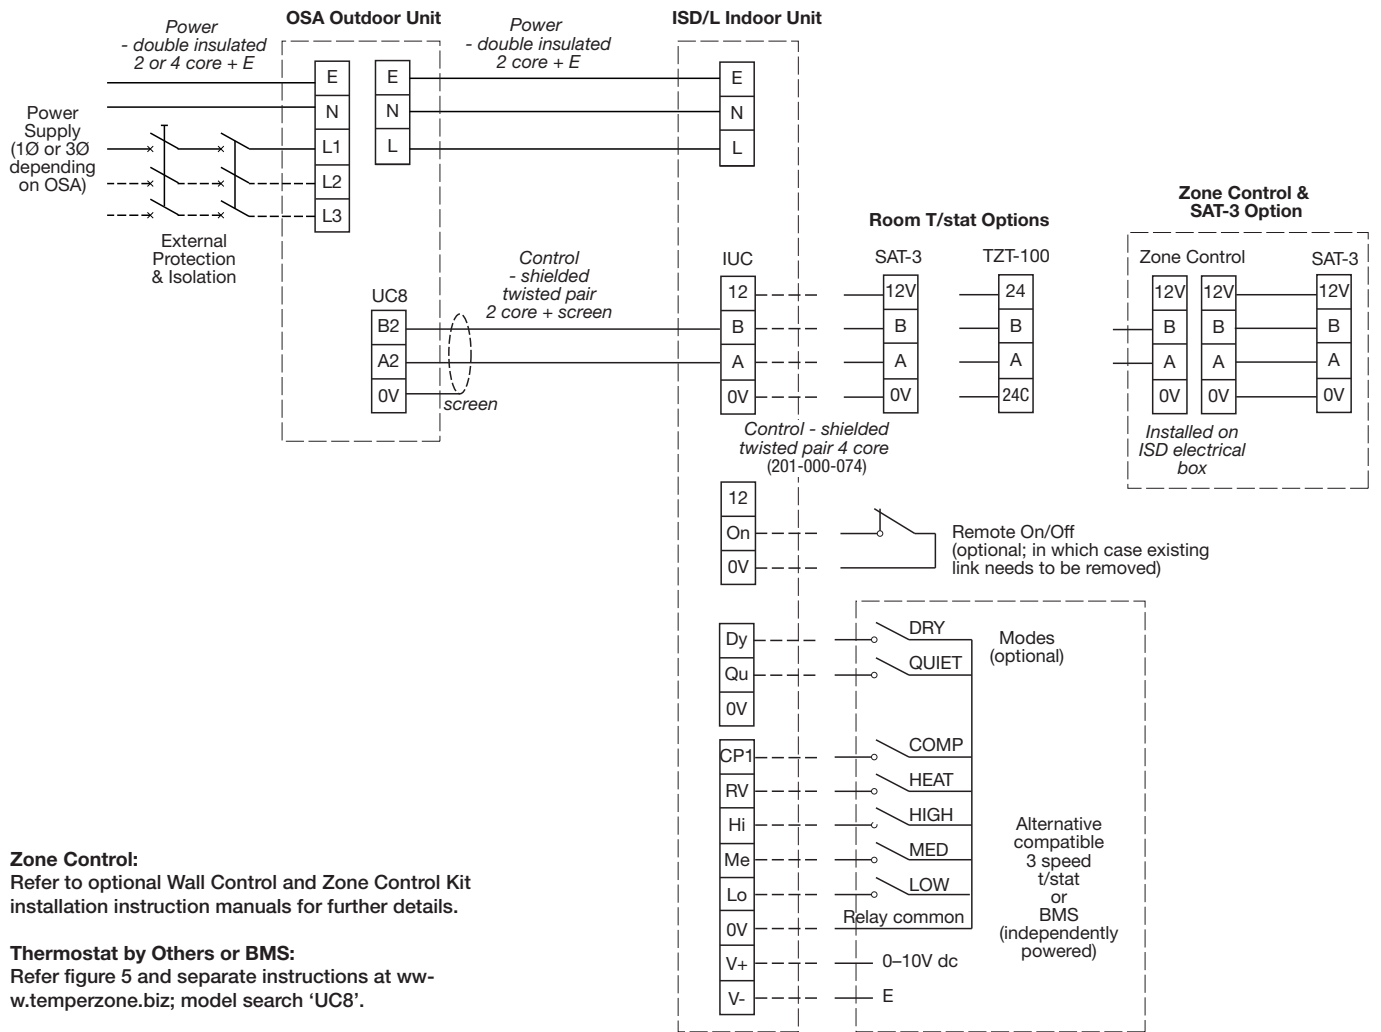 OSA Outdoor Unit
ISD/L Indoor Unit
Power
- double insulated
2 or 4 core + E
Power
- double insulated
2 core + E
Power
Supply
(1Ø or 3Ø
depending
on OSA)
E
N
L1
L2
L3
E
N
L
E
N
L
External
Protection
& Isolation
Control
- shielded
twisted pair
2 core + screen
UC8
B2
A2
0V
screen
IUC
12
B
A
0V
Room T/stat Options
SAT-3
12V
B
A
0V
TZT-100
24
B
A
24C
Zone Control &
SAT-3 Option
Zone Control
12V
B
A
0V
12V
B
A
0V
SAT-3
12V
B
A
0V
Installed on
ISD electrical
box
Control - shielded
twisted pair 4 core
(201-000-074)
12
On
0V
Remote On/Off
(optional; in which case existing
link needs to be removed)
Dy
Qu
0V
DRY
QUIET
Modes
(optional)
CP1
RV
Hi
Me
Lo
0V
V+
V-
COMP
HEAT
HIGH
MED
LOW
Relay common
0–10V dc
E
Alternative
compatible
3 speed
t/stat
or
BMS
(independently
powered)
Zone Control:
Refer to optional Wall Control and Zone Control Kit
installation instruction manuals for further details.
Thermostat by Others or BMS:
Refer figure 5 and separate instructions at ww-
w.temperzone.biz; model search ‘UC8’.